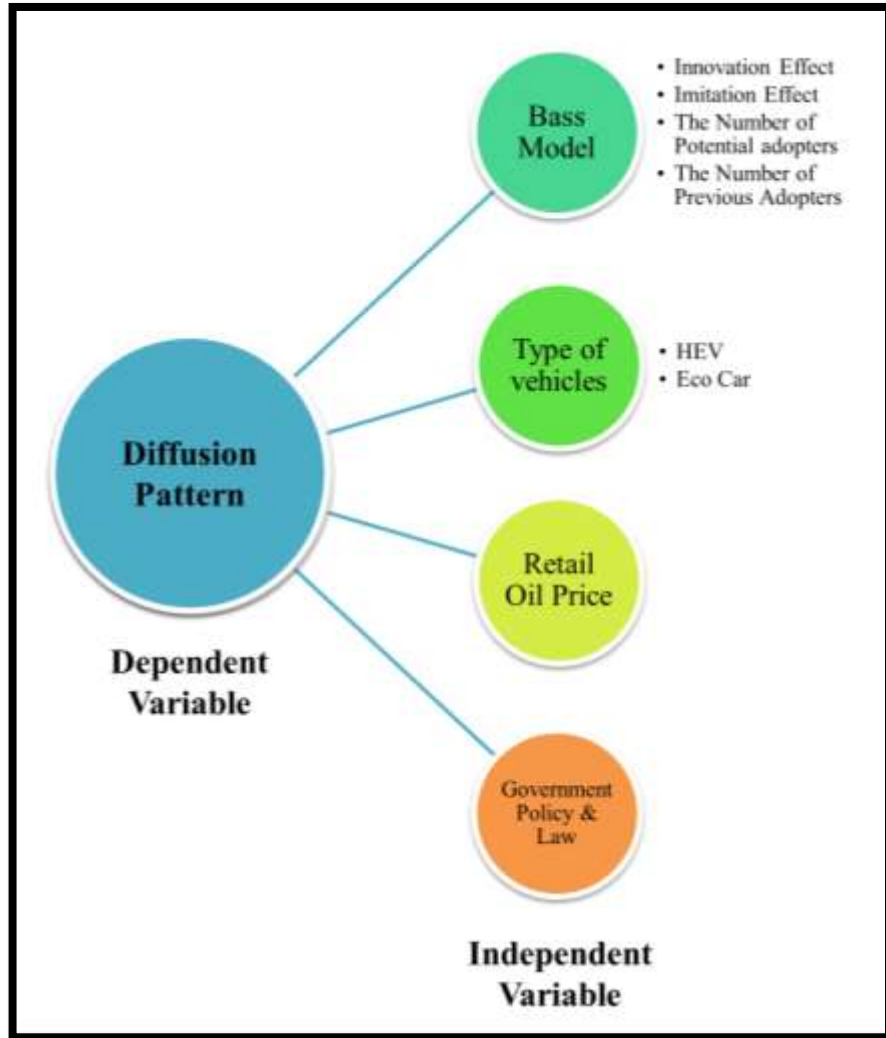 Bass
Model
• Innovation Effect
• Imitation Effect
• The Number of
Potential adopters
• The Number of
Previous Adopters
Type of
vehicles
• HEV
• Eco Car
Diffusion
Pattern
Retail
Oil Price
Dependent
Variable
Government
Policy &
Law
Independent
Variable